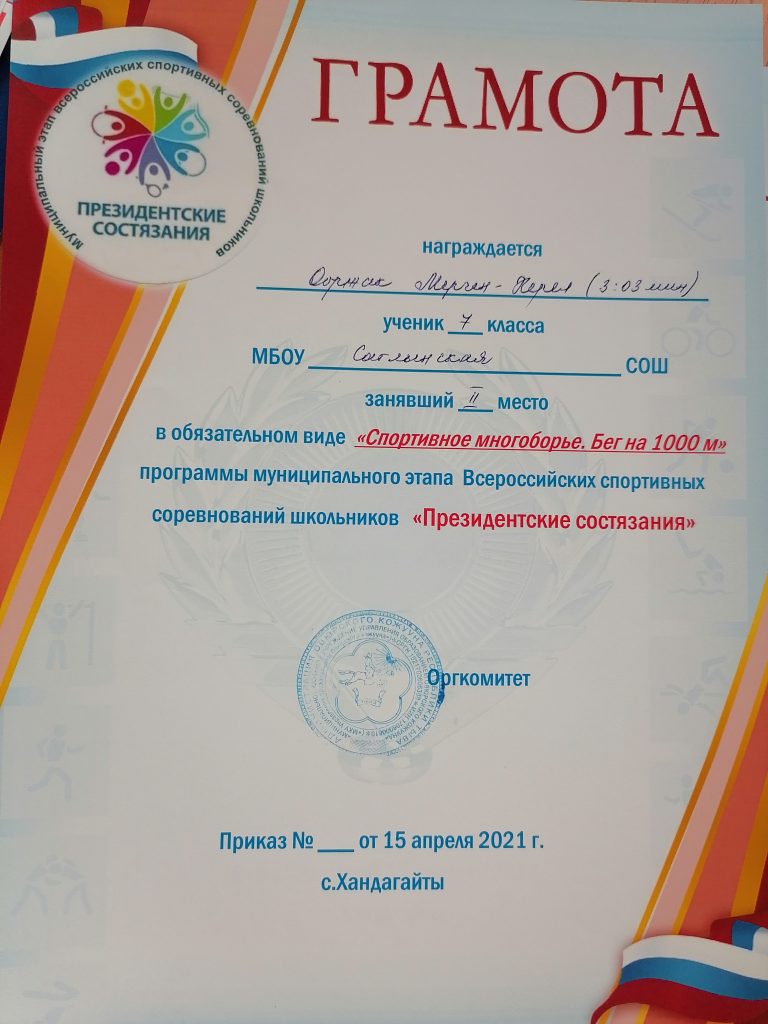 Муниципальный этап всероссийских спортивных соревнований школьников
ПРЕЗИДЕНТСКИЕ
СОСТЯЗАНИЯ
ГРАМОТА
награждается
Ооржак Мерген-Херел (3:03 мин)
ученик 7 класса
МБОУ Саглынская СОШ
занявший II место
в обязательном виде «Спортивное многоборье. Бег на 1000 м»
программы муниципального этапа Всероссийских спортивных
соревнований школьников «Президентские состязания»
Оргкомитет
Приказ № ___ от 15 апреля 2021 г.
с.Хандагайты